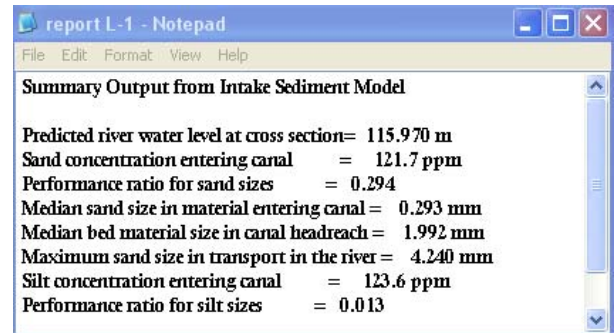 report L-1 - Notepad
File Edit Format View Help
Summary Output from Intake Sediment Model
Predicted river water level at cross section= 115.970 m
Sand concentration entering canal = 121.7 ppm
Performance ratio for sand sizes = 0.294
Median sand size in material entering canal = 0.293 mm
Median bed material size in canal headreach = 1.992 mm
Maximum sand size in transport in the river = 4.240 mm
Silt concentration entering canal = 123.6 ppm
Performance ratio for silt sizes = 0.013